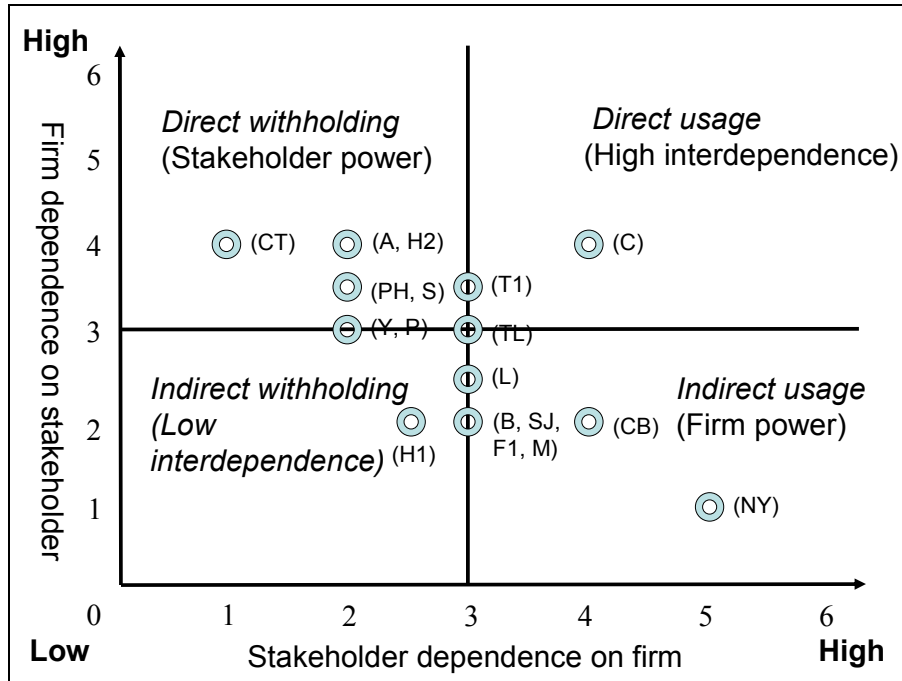 High
6
5
4
3
2
1
0
Firm dependence on stakeholder
Direct withholding
(Stakeholder power)
Direct usage
(High interdependence)
(CT)
(A, H2)
(C)
(PH, S)
(T1)
(Y, P)
(TL)
(L)
Indirect withholding
(Low
interdependence)
Indirect usage
(Firm power)
(H1)
(B, SJ,
F1, M)
(CB)
(NY)
1
2
3
4
5
6
Low
Stakeholder dependence on firm
High